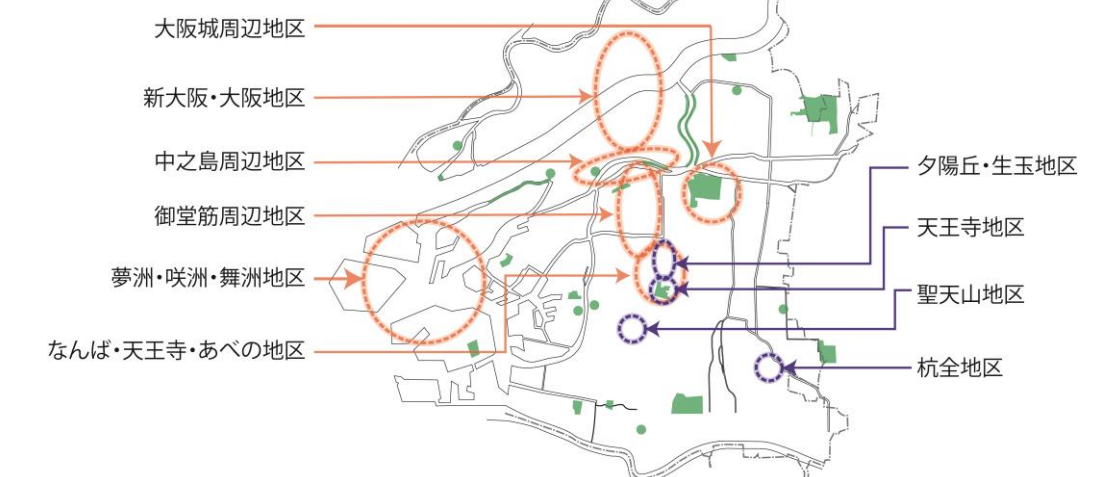 大阪城周辺地区
新大阪・大阪地区
中之島周辺地区
御堂筋周辺地区
夢洲・咲洲・舞洲地区
なんば・天王寺・あべの地区
夕陽丘・生玉地区
天王寺地区
聖天山地区
杭全地区